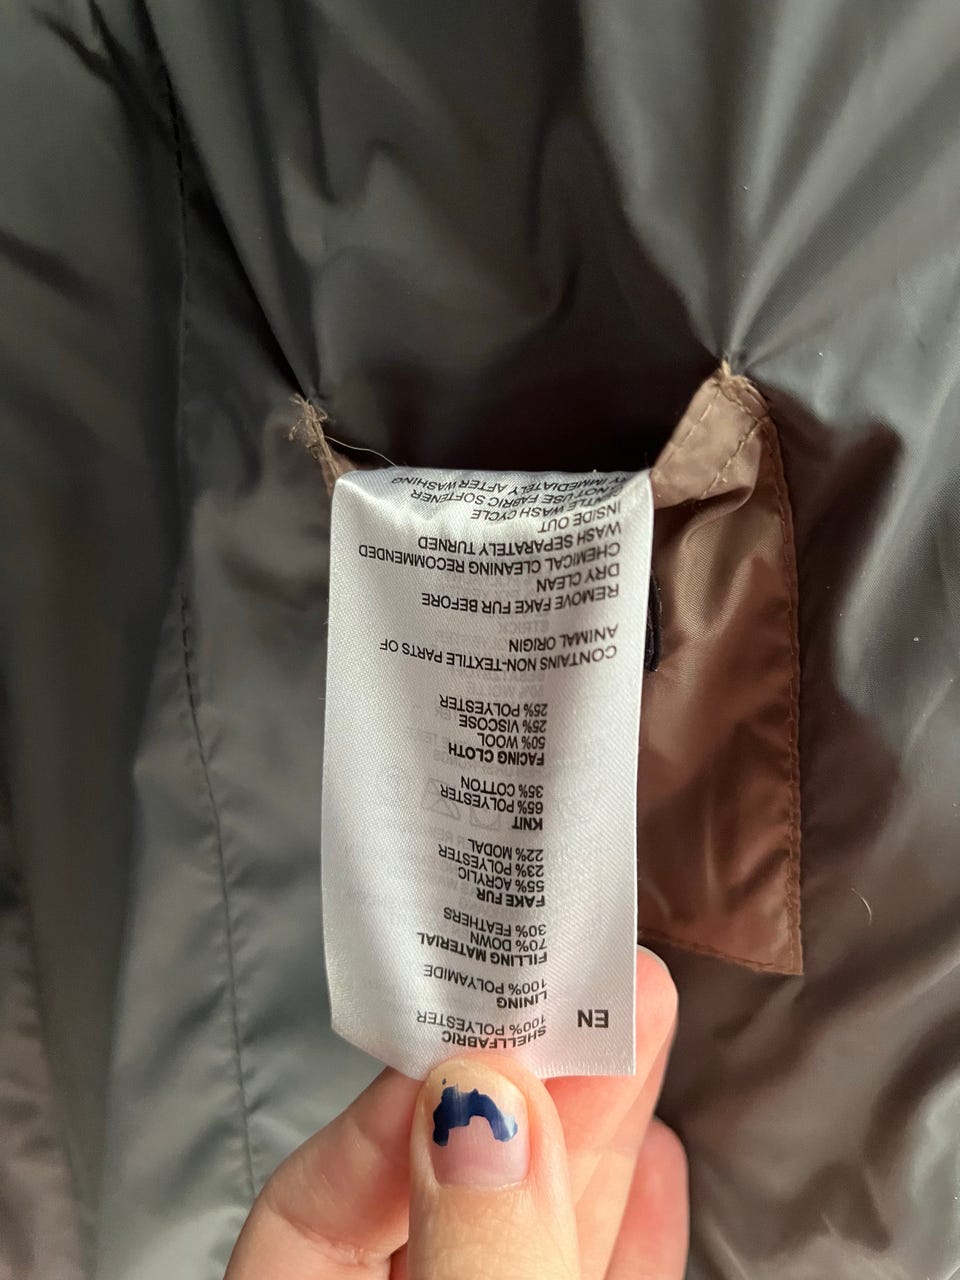 EN
SHELLFABRIC
100% POLYESTER
LINING
100% POLYAMIDE
FILLING MATERIAL
70% DOWN
30% FEATHERS
FAKE FUR
55% ACRYLIC
23% POLYESTER
22% MODAL
KNIT
65% POLYESTER
35% COTTON
FACING CLOTH
50% WOOL
25% VISCOSE
25% POLYESTER
CONTAINS NON-TEXTILE PARTS OF
ANIMAL ORIGIN
REMOVE FAKE FUR BEFORE
DRY CLEAN
CHEMICAL CLEANING RECOMMENDED
WASH SEPARATELY TURNED
INSIDE OUT
WASH CYCLE
NOT USE FABRIC SOFTENER
IMMEDIATELY AFTER WASHING